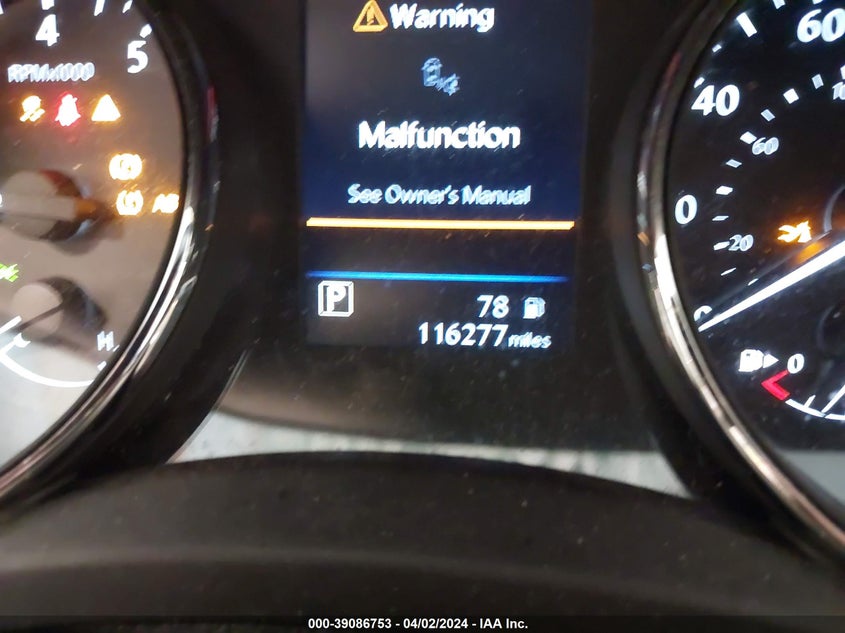 Warning
Malfunction
See Owner's Manual
P
78
116277 miles
4
5
RPMx1000
H
60
40
60
0
20
0
000-39086753 — 04/02/2024 - IAA Inc.